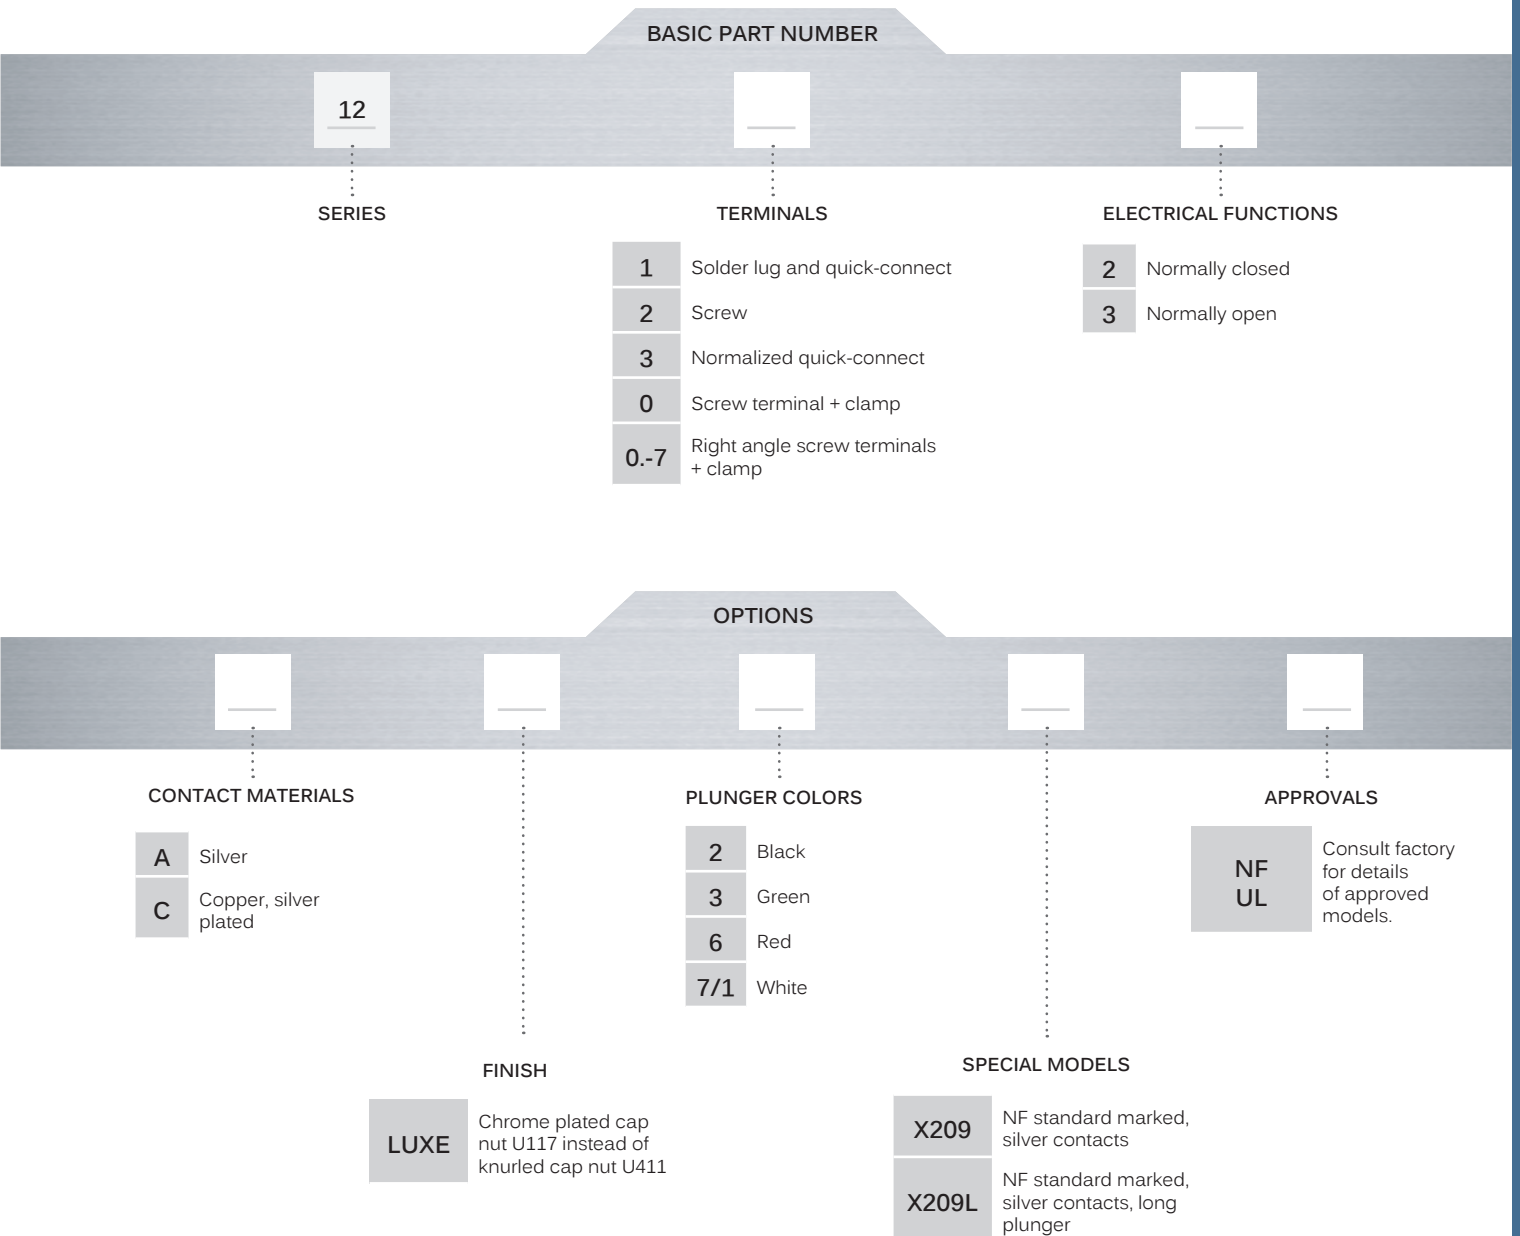 BASIC PART NUMBER
12
SERIES
TERMINALS
1 Solder lug and quick-connect
2 Screw
3 Normalized quick-connect
0 Screw terminal + clamp
0.-7 Right angle screw terminals
+ clamp
ELECTRICAL FUNCTIONS
2 Normally closed
3 Normally open
OPTIONS
CONTACT MATERIALS
A Silver
C Copper, silver
plated
FINISH
LUXE Chrome plated cap
nut U117 instead of
knurled cap nut U411
PLUNGER COLORS
2 Black
3 Green
6 Red
7/1 White
SPECIAL MODELS
X209 NF standard marked,
silver contacts
X209L NF standard marked,
silver contacts, long
plunger
APPROVALS
NF
UL
Consult factory
for details
of approved
models.